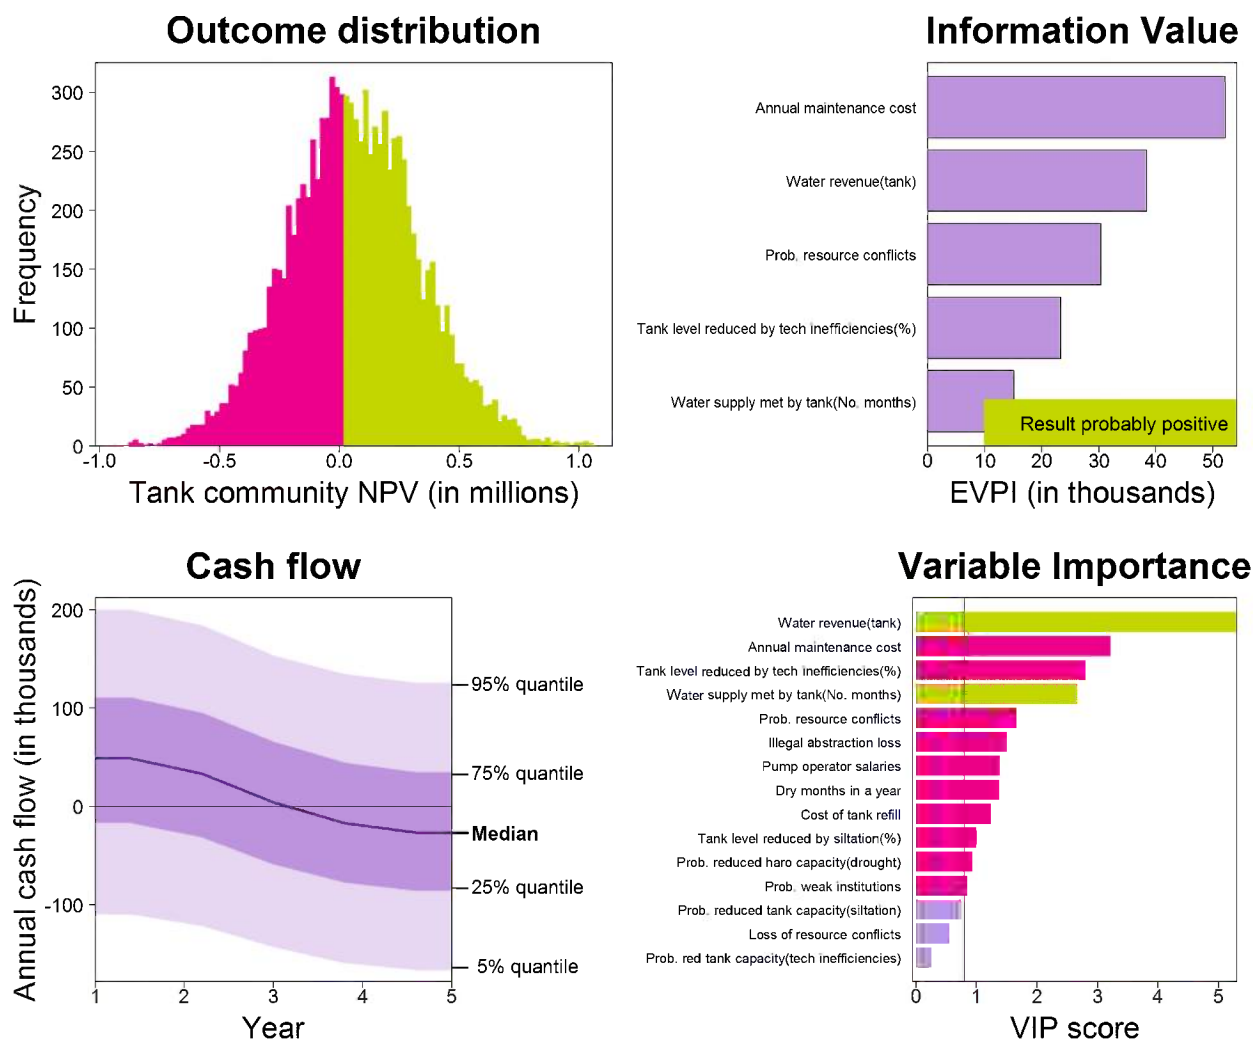 Outcome distribution
Frequency
300
250
200
150
100
50
0
-1.0 -0.5 0.0 0.5 1.0
Tank community NPV (in millions)
Information Value
Annual maintenance cost
Water revenue(tank)
Prob. resource conflicts
Tank level reduced by tech inefficiencies(%)
Water supply met by tank(No. months)
Result probably positive
0 10 20 30 40 50
EVPI (in thousands)
Cash flow
Annual cash flow (in thousands)
200
100
0
-100
95% quantile
75% quantile
Median
25% quantile
5% quantile
1 2 3 4 5
Year
Variable Importance
Water revenue(tank)
Annual maintenance cost
Tank level reduced by tech inefficiencies(%)
Water supply met by tank(No. months)
Prob. resource conflicts
Illegal abstraction loss
Pump operator salaries
Dry months in a year
Cost of tank refill
Tank level reduced by siltation(%)
Prob. reduced haro capacity(drought)
Prob. weak institutions
Prob. reduced tank capacity(siltation)
Loss of resource conflicts
Prob. red tank capacity(tech inefficiencies)
0 1 2 3 4 5
VIP score